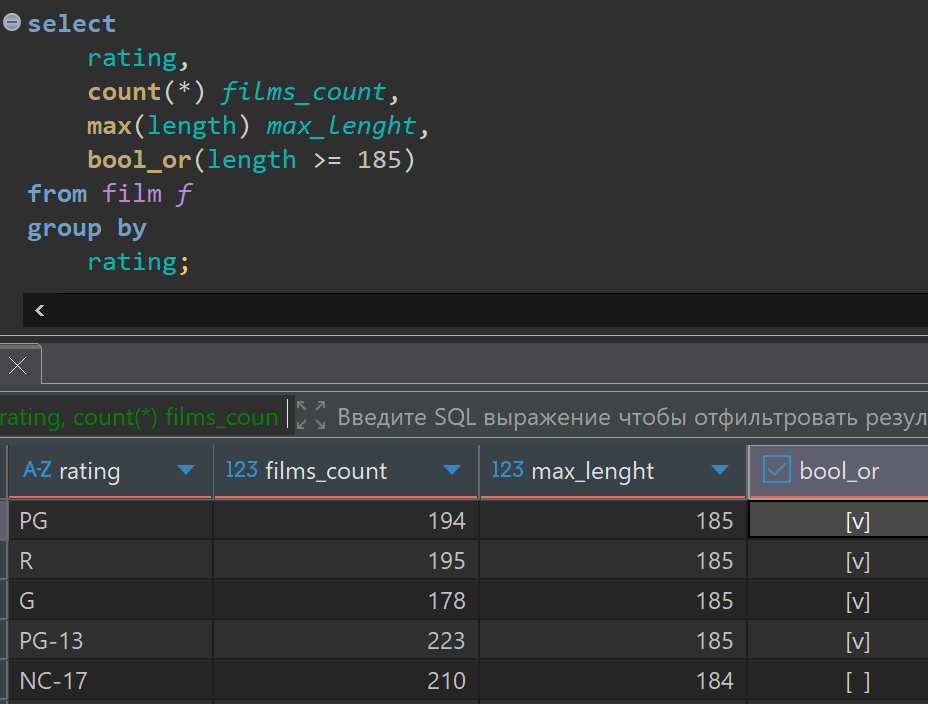 select
rating,
count(*) films_count,
max(length) max_lenght,
bool_or(length >= 185)
from film f
group by
rating;
rating, count(*) films_coun Введите SQL выражение чтобы отфильтровать резул
A-Z rating 123 films_count 123 max_lenght bool_or
PG 194 185 [v]
R 195 185 [v]
G 178 185 [v]
PG-13 223 185 [v]
NC-17 210 184 [ ]